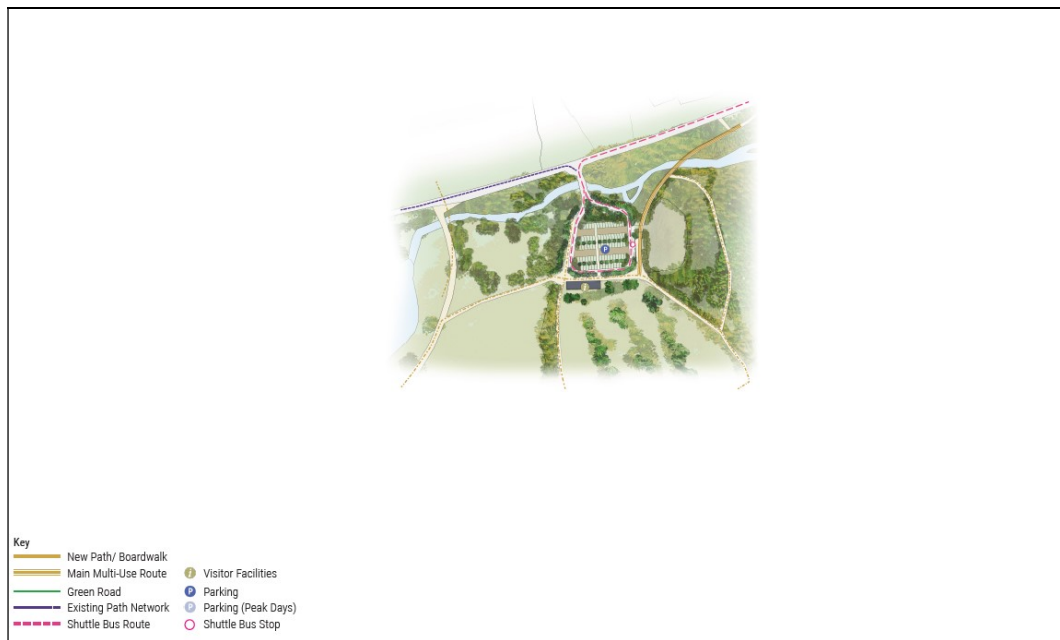 P
i
Key
New Path/ Boardwalk
Main Multi-Use Route
i Visitor Facilities
Green Road
P Parking
Existing Path Network
P Parking (Peak Days)
Shuttle Bus Route
Shuttle Bus Stop